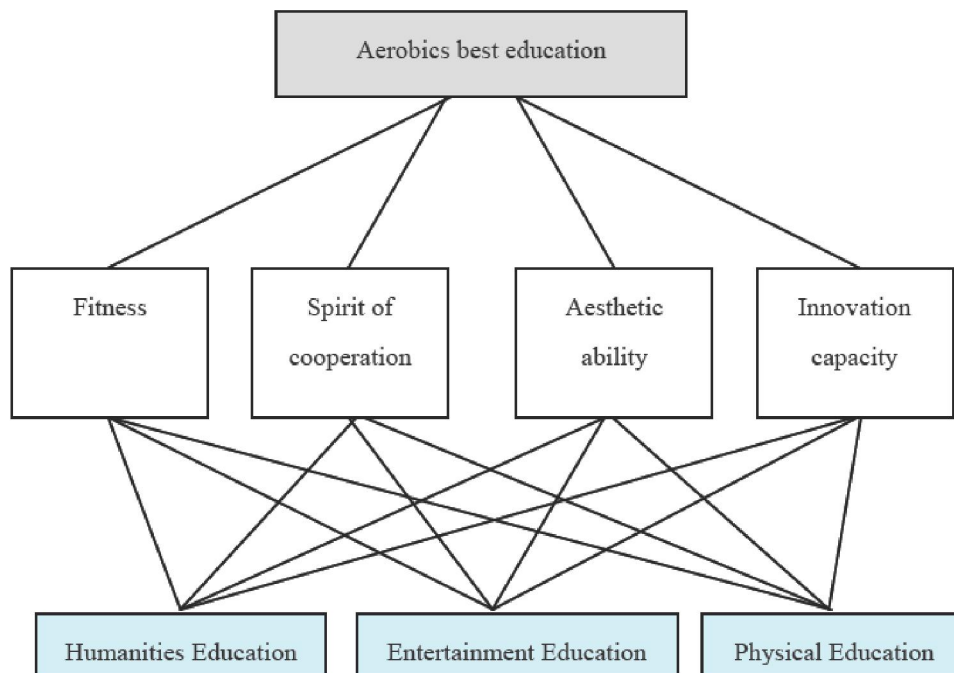 Aerobics best education
Fitness
Spirit of
cooperation
Aesthetic
ability
Innovation
capacity
Humanities Education
Entertainment Education
Physical Education